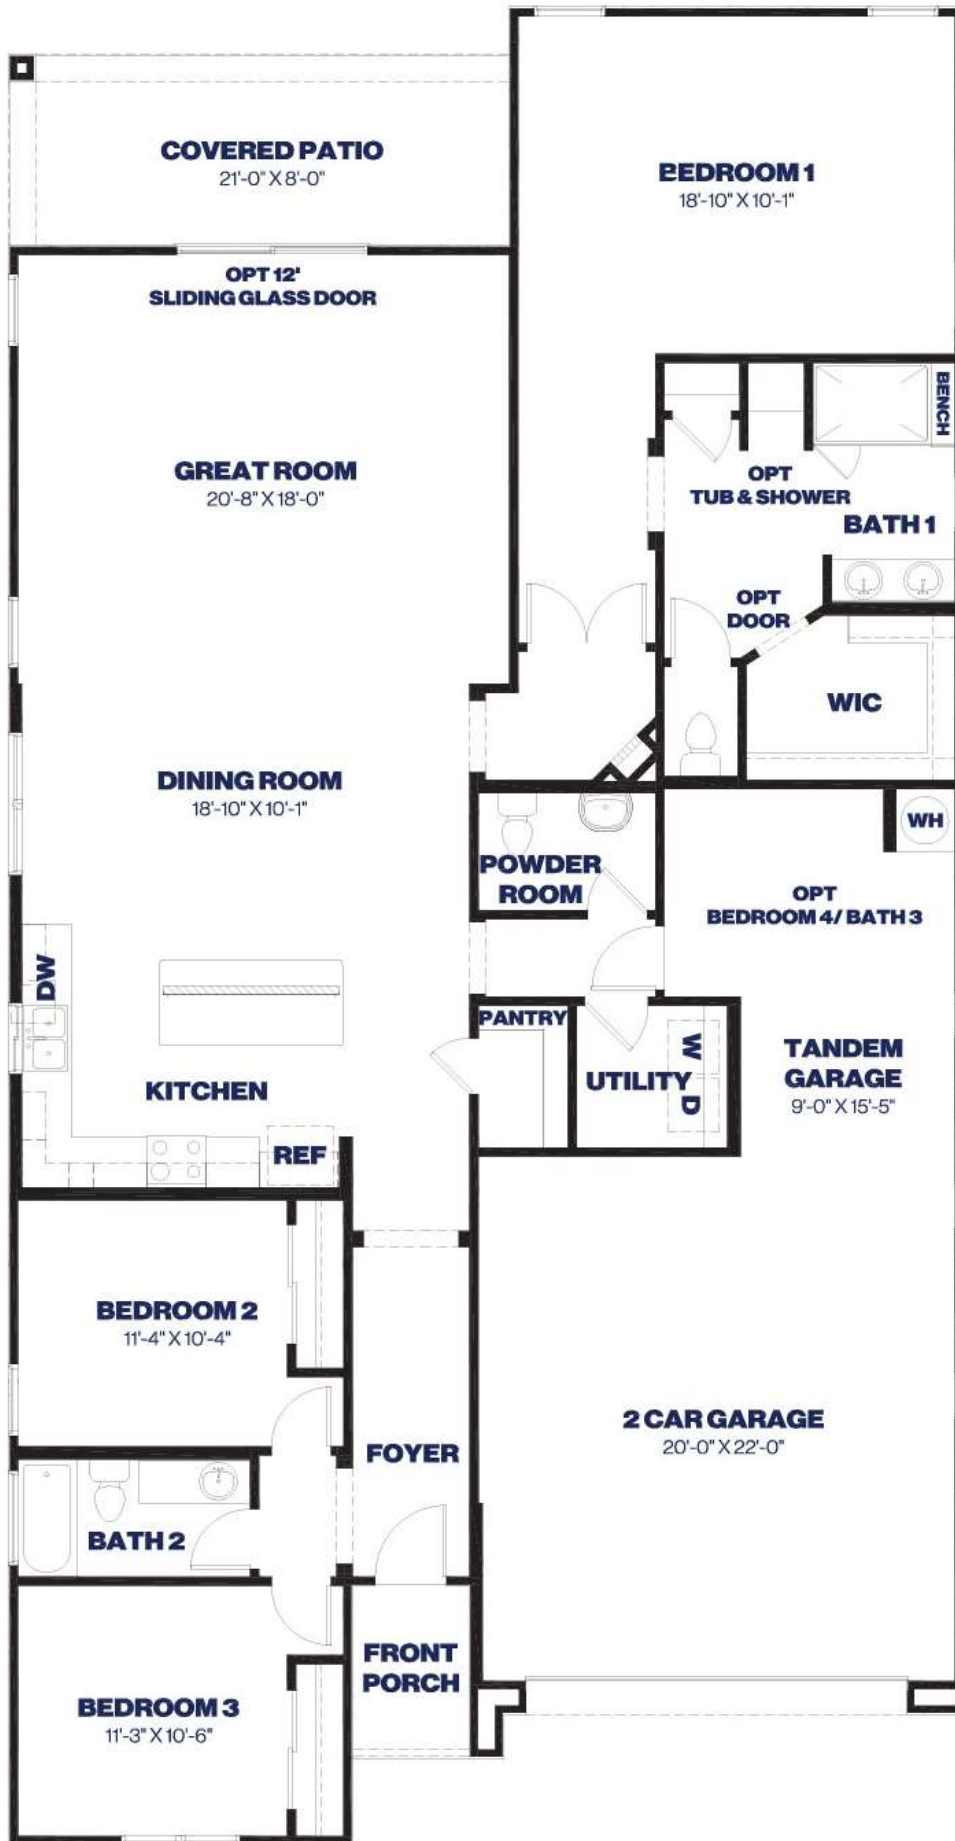 COVERED PATIO
21'-0" X 8'-0"
BEDROOM 1
18'-10" X 10'-1"
OPT 12'
SLIDING GLASS DOOR
BENCH
GREAT ROOM
20'-8" X 18'-0"
OPT
TUB & SHOWER
BATH 1
OPT
DOOR
WIC
DINING ROOM
18'-10" X 10'-1"
WH
POWDER
ROOM
OPT
BEDROOM 4/ BATH 3
DW
PANTRY
KITCHEN
UTILITY
W
D
TANDEM
GARAGE
9'-0" X 15'-5"
REF
BEDROOM 2
11'-4" X 10'-4"
2 CAR GARAGE
20'-0" X 22'-0"
FOYER
BATH 2
FRONT
PORCH
BEDROOM 3
11'-3" X 10'-6"